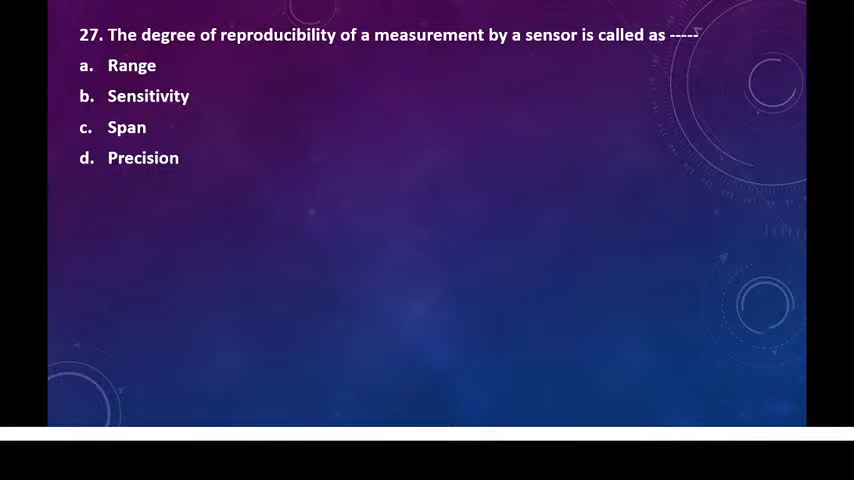 27. The degree of reproducibility of a measurement by a sensor is called as -----
a. Range
b. Sensitivity
c. Span
d. Precision